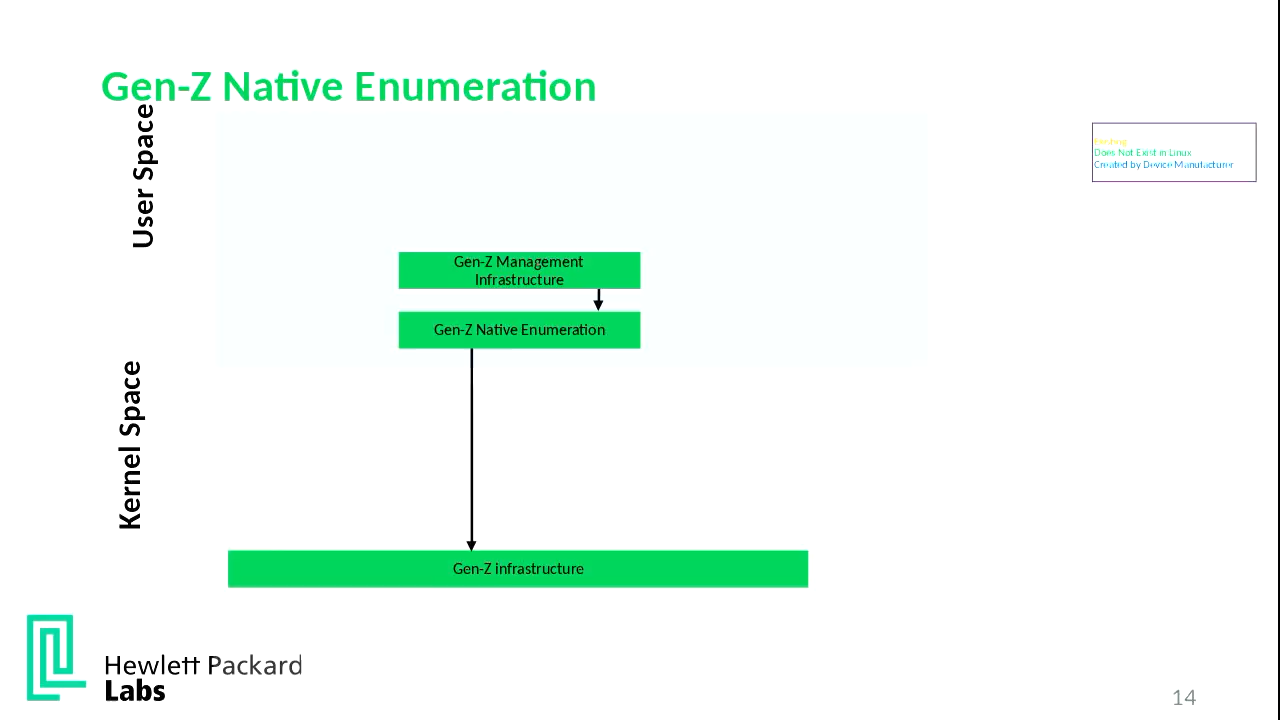 Gen-Z Native Enumeration
User Space
Existing
Does Not Exist in Linux
Created by Device Manufacturer
Gen-Z Management
Infrastructure
Gen-Z Native Enumeration
Kernel Space
Gen-Z infrastructure
Hewlett Packard
Labs
14